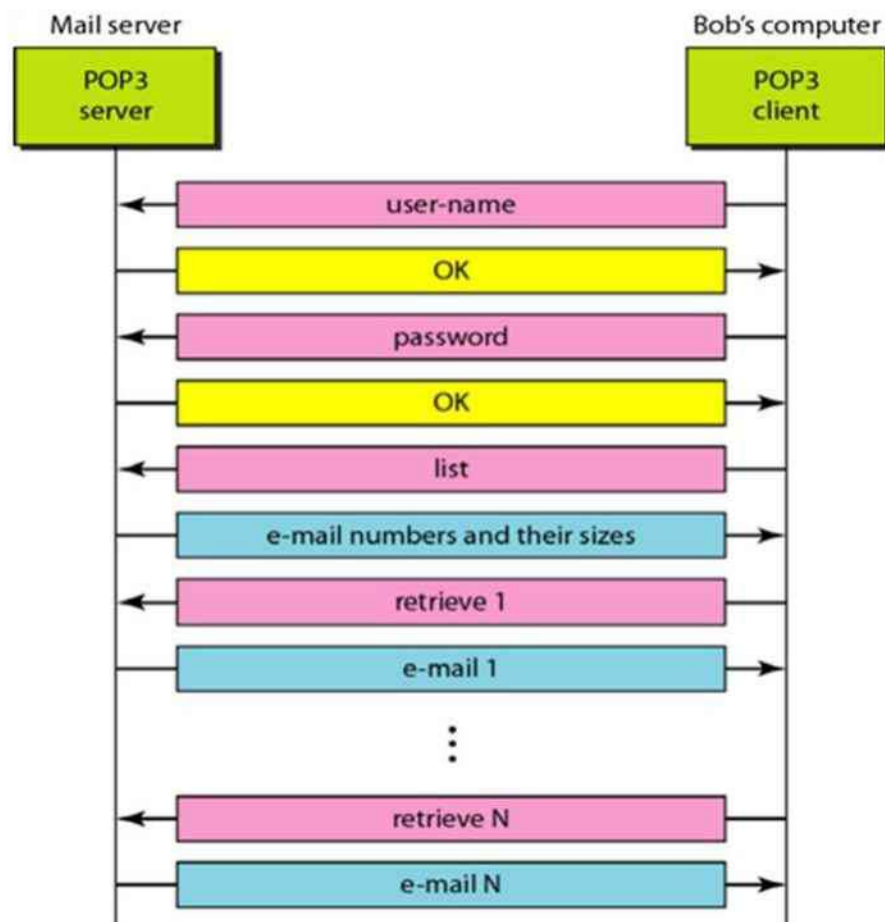 Mail server
Bob's computer
POP3
server
POP3
client
user-name
OK
password
OK
list
e-mail numbers and their sizes
retrieve 1
e-mail 1
retrieve N
e-mail N